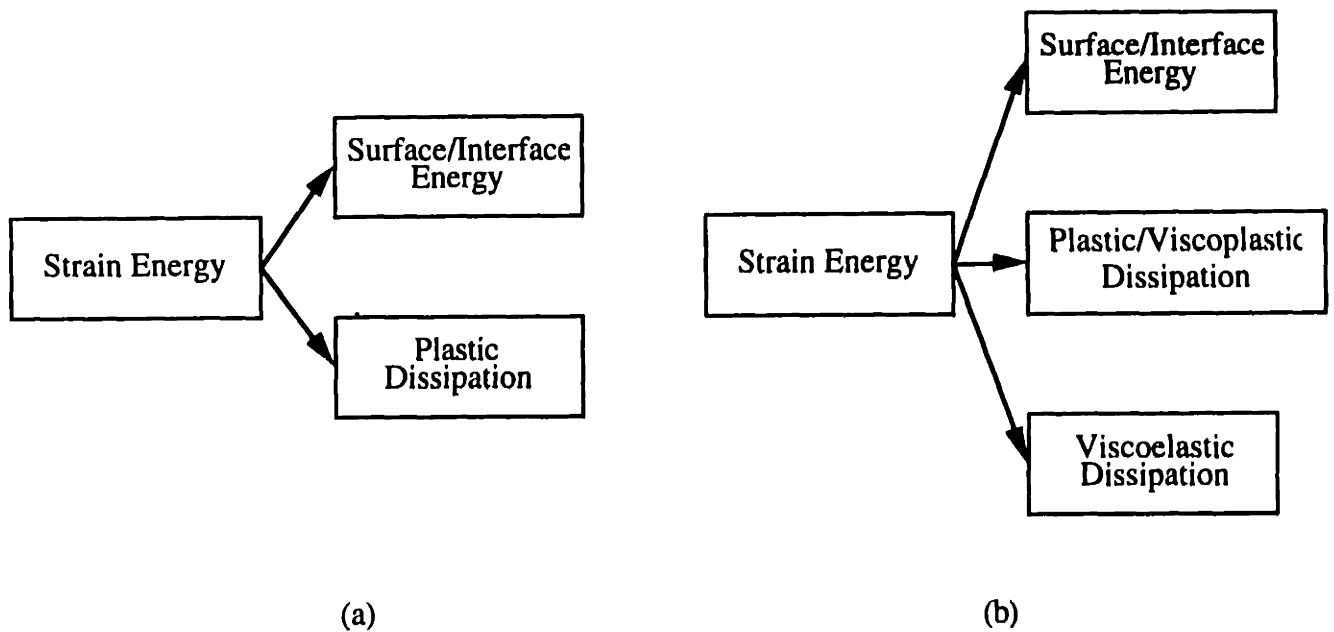 Surface/Interface
Energy
Strain Energy
Plastic
Dissipation
(a)
Surface/Interface
Energy
Strain Energy
Plastic/Viscoplastic
Dissipation
Viscoelastic
Dissipation
(b)